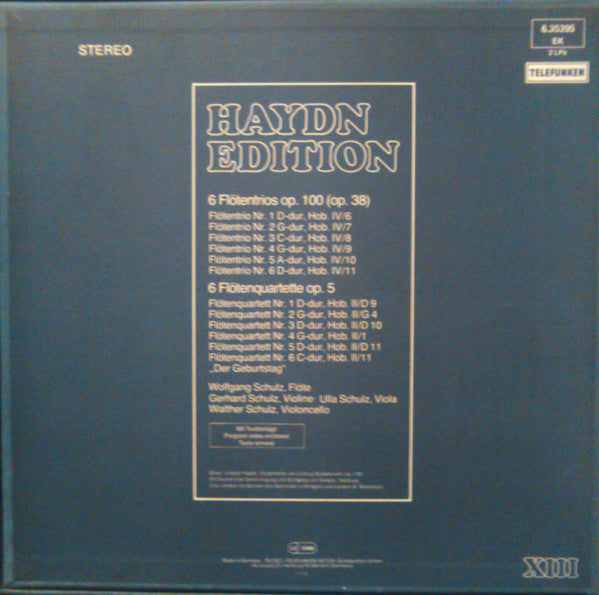 STEREO
6.35395
EK
2 LPs
TELEFUNKEN
HAYDN
EDITION
6 Flötentrios op. 100 (op. 38)
Flötentrio Nr. 1 D-dur, Hob. IV/6
Flötentrio Nr. 2 G-dur, Hob. IV/7
Flötentrio Nr. 3 C-dur, Hob. IV/8
Flötentrio Nr. 4 G-dur, Hob. IV/9
Flötentrio Nr. 5 A-dur, Hob. IV/10
Flötentrio Nr. 6 D-dur, Hob. IV/11
6 Flötenquartette op. 5
Flötenquartett Nr. 1 D-dur, Hob. II/D 9
Flötenquartett Nr. 2 G-dur, Hob. II/G 4
Flötenquartett Nr. 3 D-dur, Hob. II/D 10
Flötenquartett Nr. 4 G-dur, Hob. II/1
Flötenquartett Nr. 5 D-dur, Hob. II/D 11
Flötenquartett Nr. 6 C-dur, Hob. II/11
„Der Geburtstag“
Wolfgang Schulz, Flöte
Gerhard Schulz, Violine · Ulla Schulz, Viola
Walther Schulz, Violoncello
Mit Textbeilage
Program notes enclosed
Texte annexé
Made in Germany
XIII